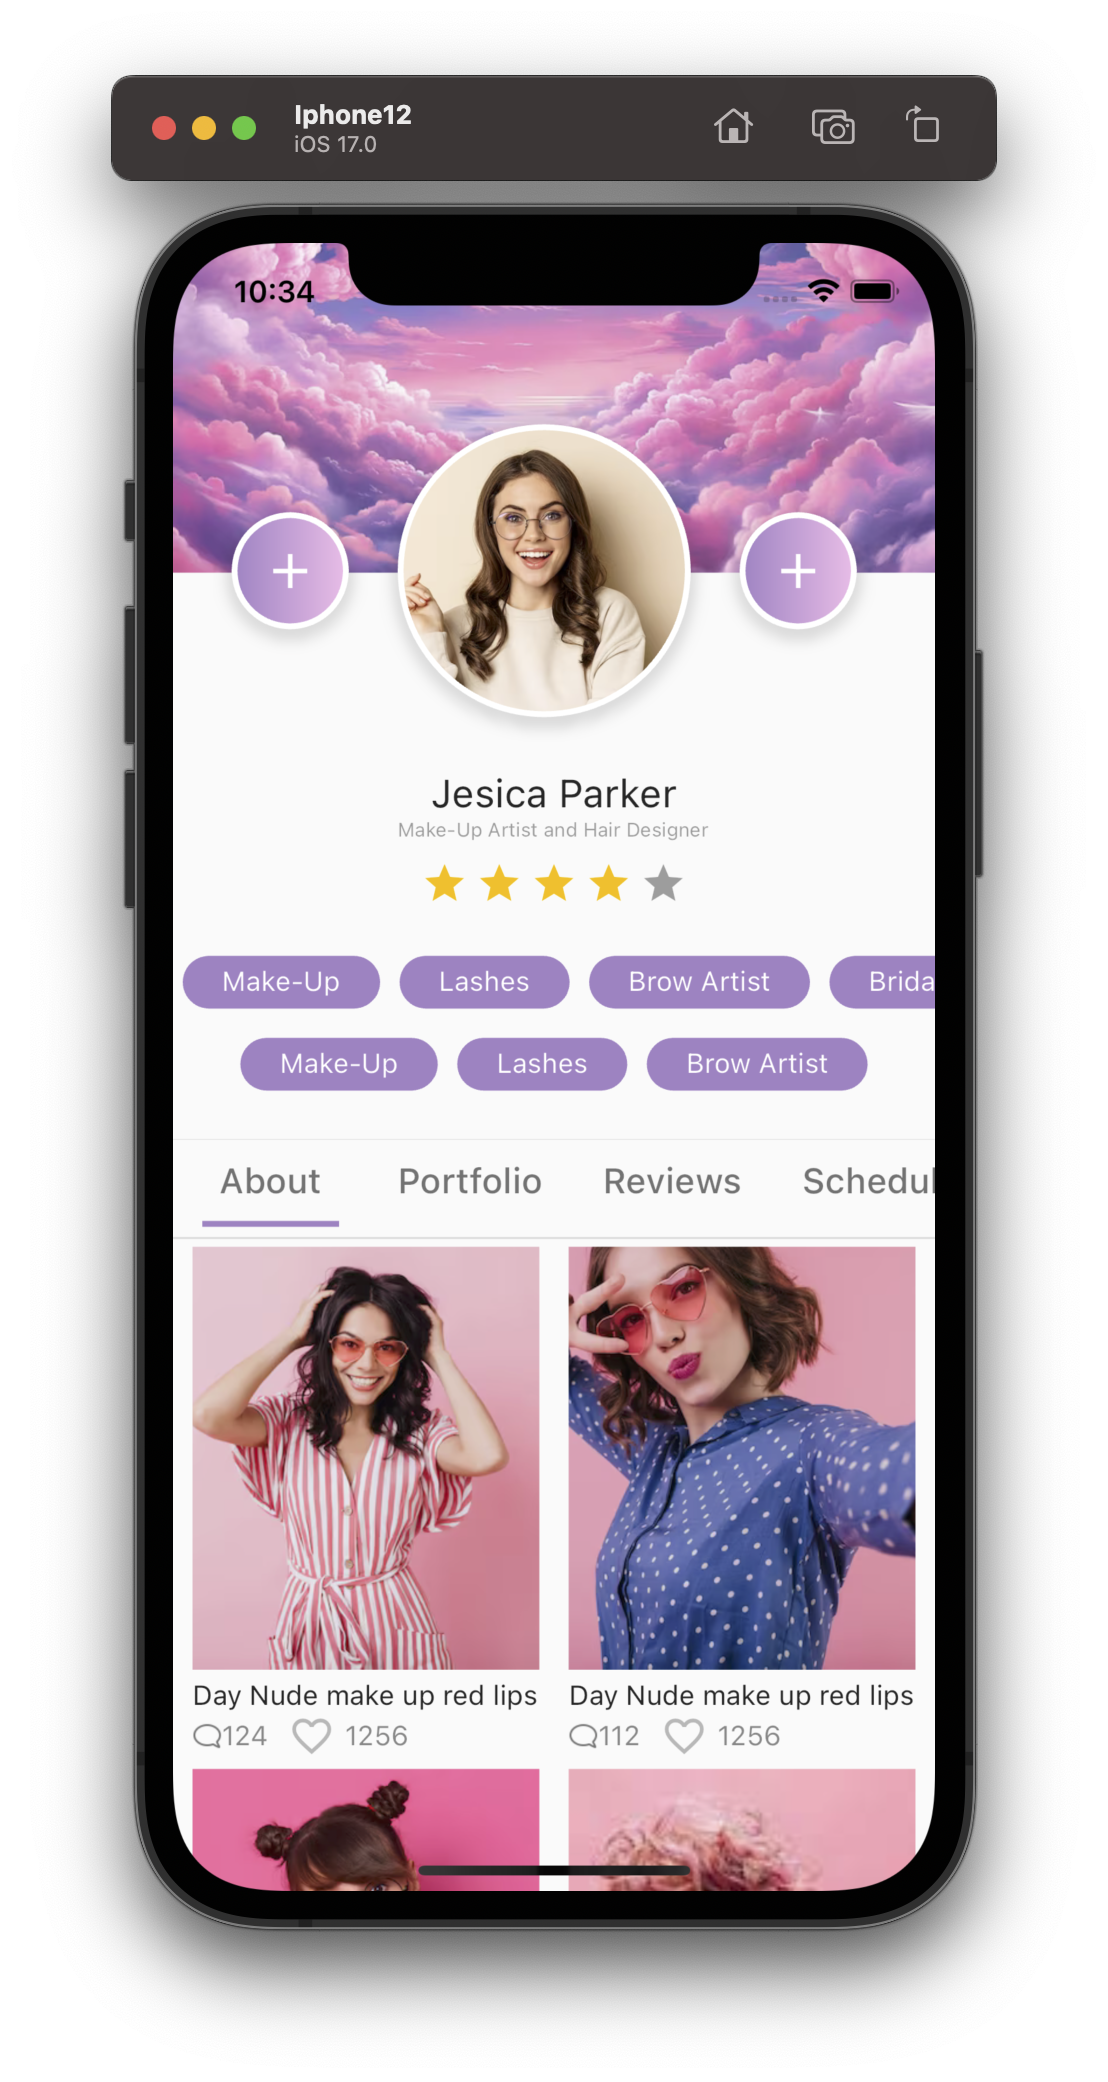 Iphone12
iOS 17.0
10:34
Jesica Parker
Make-Up Artist and Hair Designer
Make-Up Lashes Brow Artist Brida
Make-Up Lashes Brow Artist
About Portfolio Reviews Schedul
Day Nude make up red lips Day Nude make up red lips
124 1256 112 1256